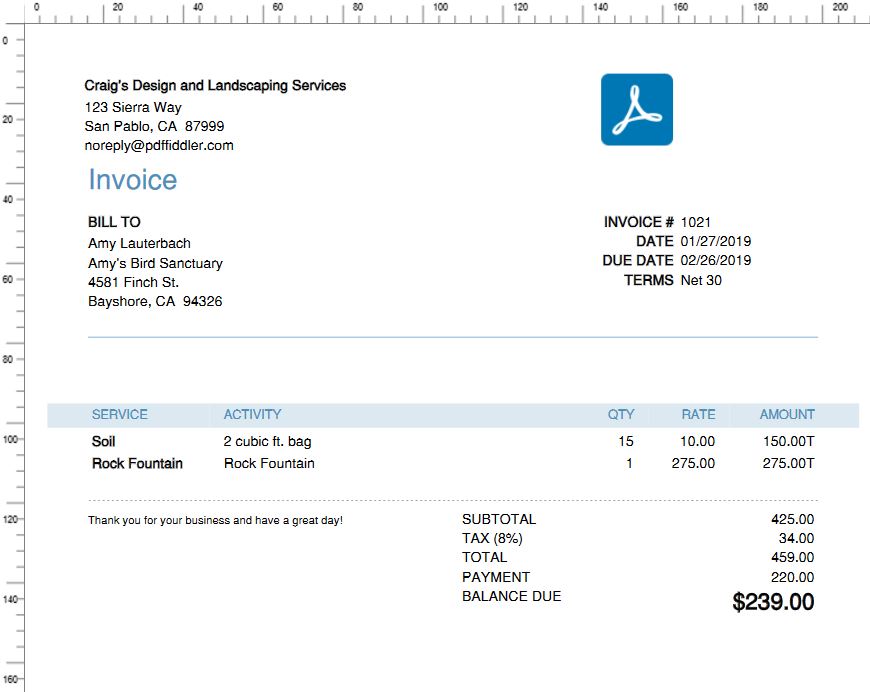 0 20 40 60 80 100 120 140 160 180 200
0
20
40
60
80
100
120
140
160
Craig's Design and Landscaping Services
123 Sierra Way
San Pablo, CA 87999
noreply@pdffiddler.com
Invoice
BILL TO
Amy Lauterbach
Amy's Bird Sanctuary
4581 Finch St.
Bayshore, CA 94326
INVOICE # 1021
DATE 01/27/2019
DUE DATE 02/26/2019
TERMS Net 30
SERVICE ACTIVITY QTY RATE AMOUNT
Soil 2 cubic ft. bag 15 10.00 150.00T
Rock Fountain Rock Fountain 1 275.00 275.00T
Thank you for your business and have a great day!
SUBTOTAL 425.00
TAX (8%) 34.00
TOTAL 459.00
PAYMENT 220.00
BALANCE DUE $239.00